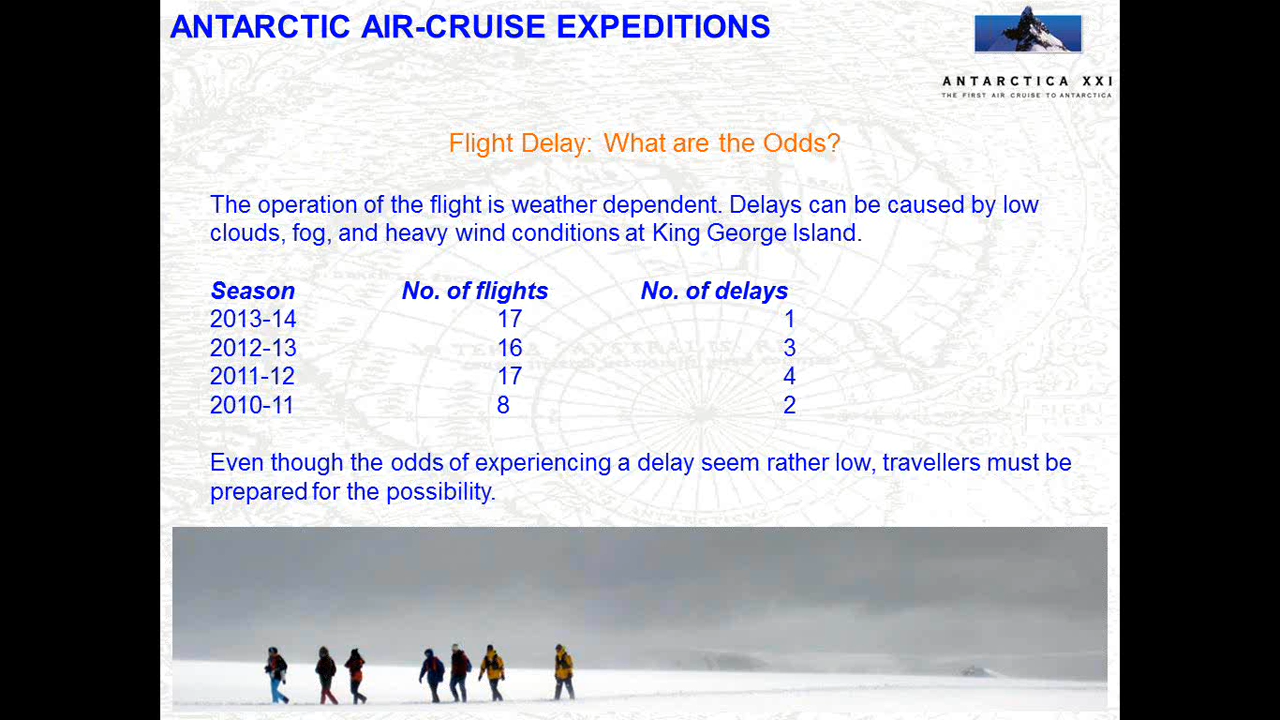 ANTARCTIC AIR-CRUISE EXPEDITIONS
ANTARCTICA XXI
THE FIRST AIR CRUISE TO ANTARCTICA
Flight Delay: What are the Odds?
The operation of the flight is weather dependent. Delays can be caused by low
clouds, fog, and heavy wind conditions at King George Island.
Season No. of flights No. of delays
2013-14 17 1
2012-13 16 3
2011-12 17 4
2010-11 8 2
Even though the odds of experiencing a delay seem rather low, travellers must be
prepared for the possibility.